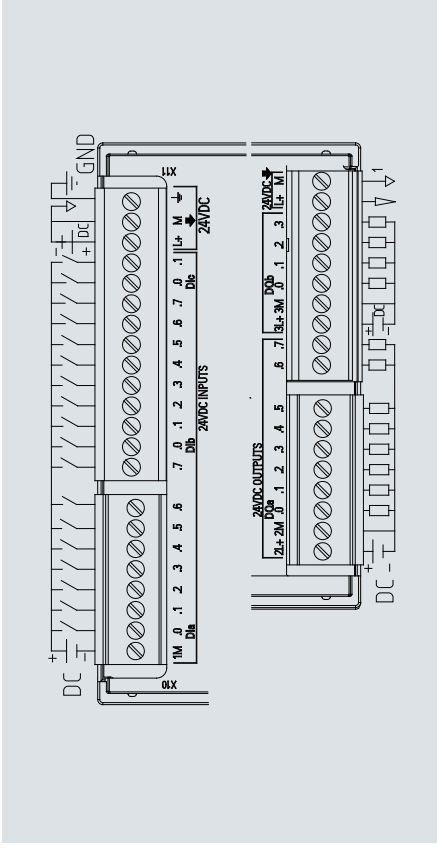 DC + - + - DC GND
X10 X11
1M .0 .1 .2 .3 .4 .5 .6 .7 .0 .1 .2 .3 .4 .5 .6 .7 .0 .1 L+ M
DIa DIb DIc 24VDC
24VDC INPUTS
24VDC OUTPUTS
DQa DQb 24VDC
2L+ 2M .0 .1 .2 .3 .4 .5 .6 .7 3L+ 3M .0 .1 .2 .3 1L+ M
DC + - + - DC 1